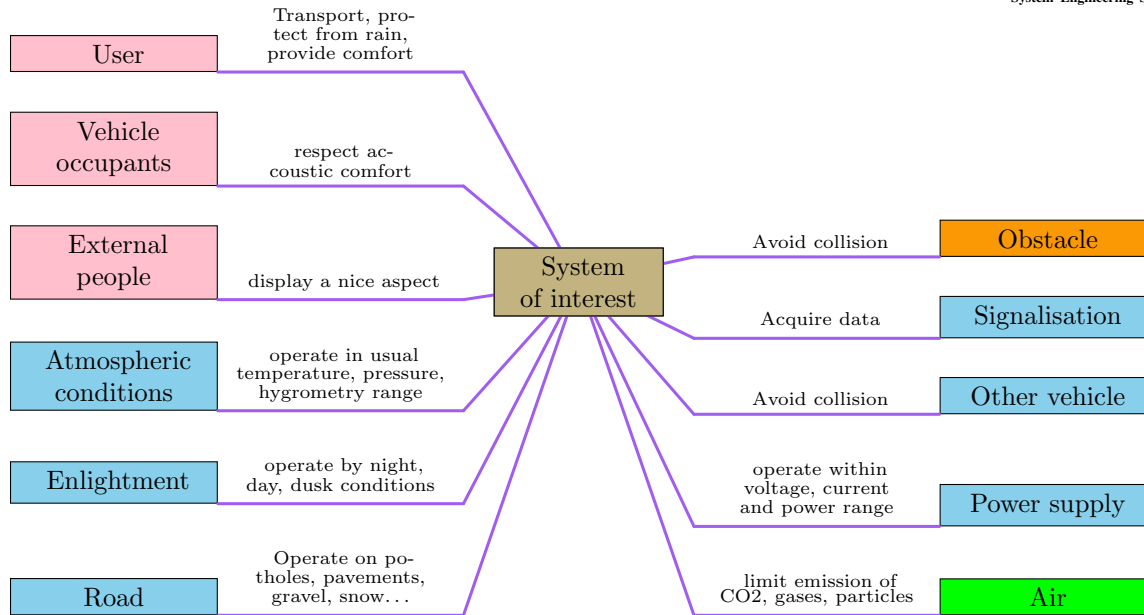 System Engineering
Transport, pro-
tect from rain,
provide comfort
User
Vehicle
occupants
respect ac-
coustic comfort
External
people
display a nice aspect
System
of interest
Avoid collision
Obstacle
Acquire data
Signalisation
Atmospheric
conditions
operate in usual
temperature, pressure,
hygrometry range
Avoid collision
Other vehicle
Enlightment
operate by night,
day, dusk conditions
operate within
voltage, current
and power range
Power supply
Road
Operate on po-
tholes, pavements,
gravel, snow...
limit emission of
CO2, gases, particles
Air